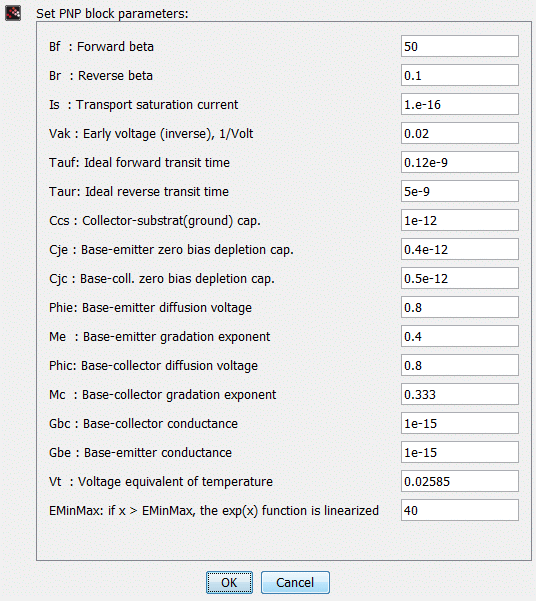 Set PNP block parameters:
Bf : Forward beta 50
Br : Reverse beta 0.1
Is : Transport saturation current 1.e-16
Vak : Early voltage (inverse), 1/Volt 0.02
Tauf: Ideal forward transit time 0.12e-9
Taur: Ideal reverse transit time 5e-9
Ccs : Collector-substrat(ground) cap. 1e-12
Cje : Base-emitter zero bias depletion cap. 0.4e-12
Cjc : Base-coll. zero bias depletion cap. 0.5e-12
Phie: Base-emitter diffusion voltage 0.8
Me : Base-emitter gradation exponent 0.4
Phic: Base-collector diffusion voltage 0.8
Mc : Base-collector gradation exponent 0.333
Gbc : Base-collector conductance 1e-15
Gbe : Base-emitter conductance 1e-15
Vt : Voltage equivalent of temperature 0.02585
EMinMax: if x > EMinMax, the exp(x) function is linearized 40
OK Cancel